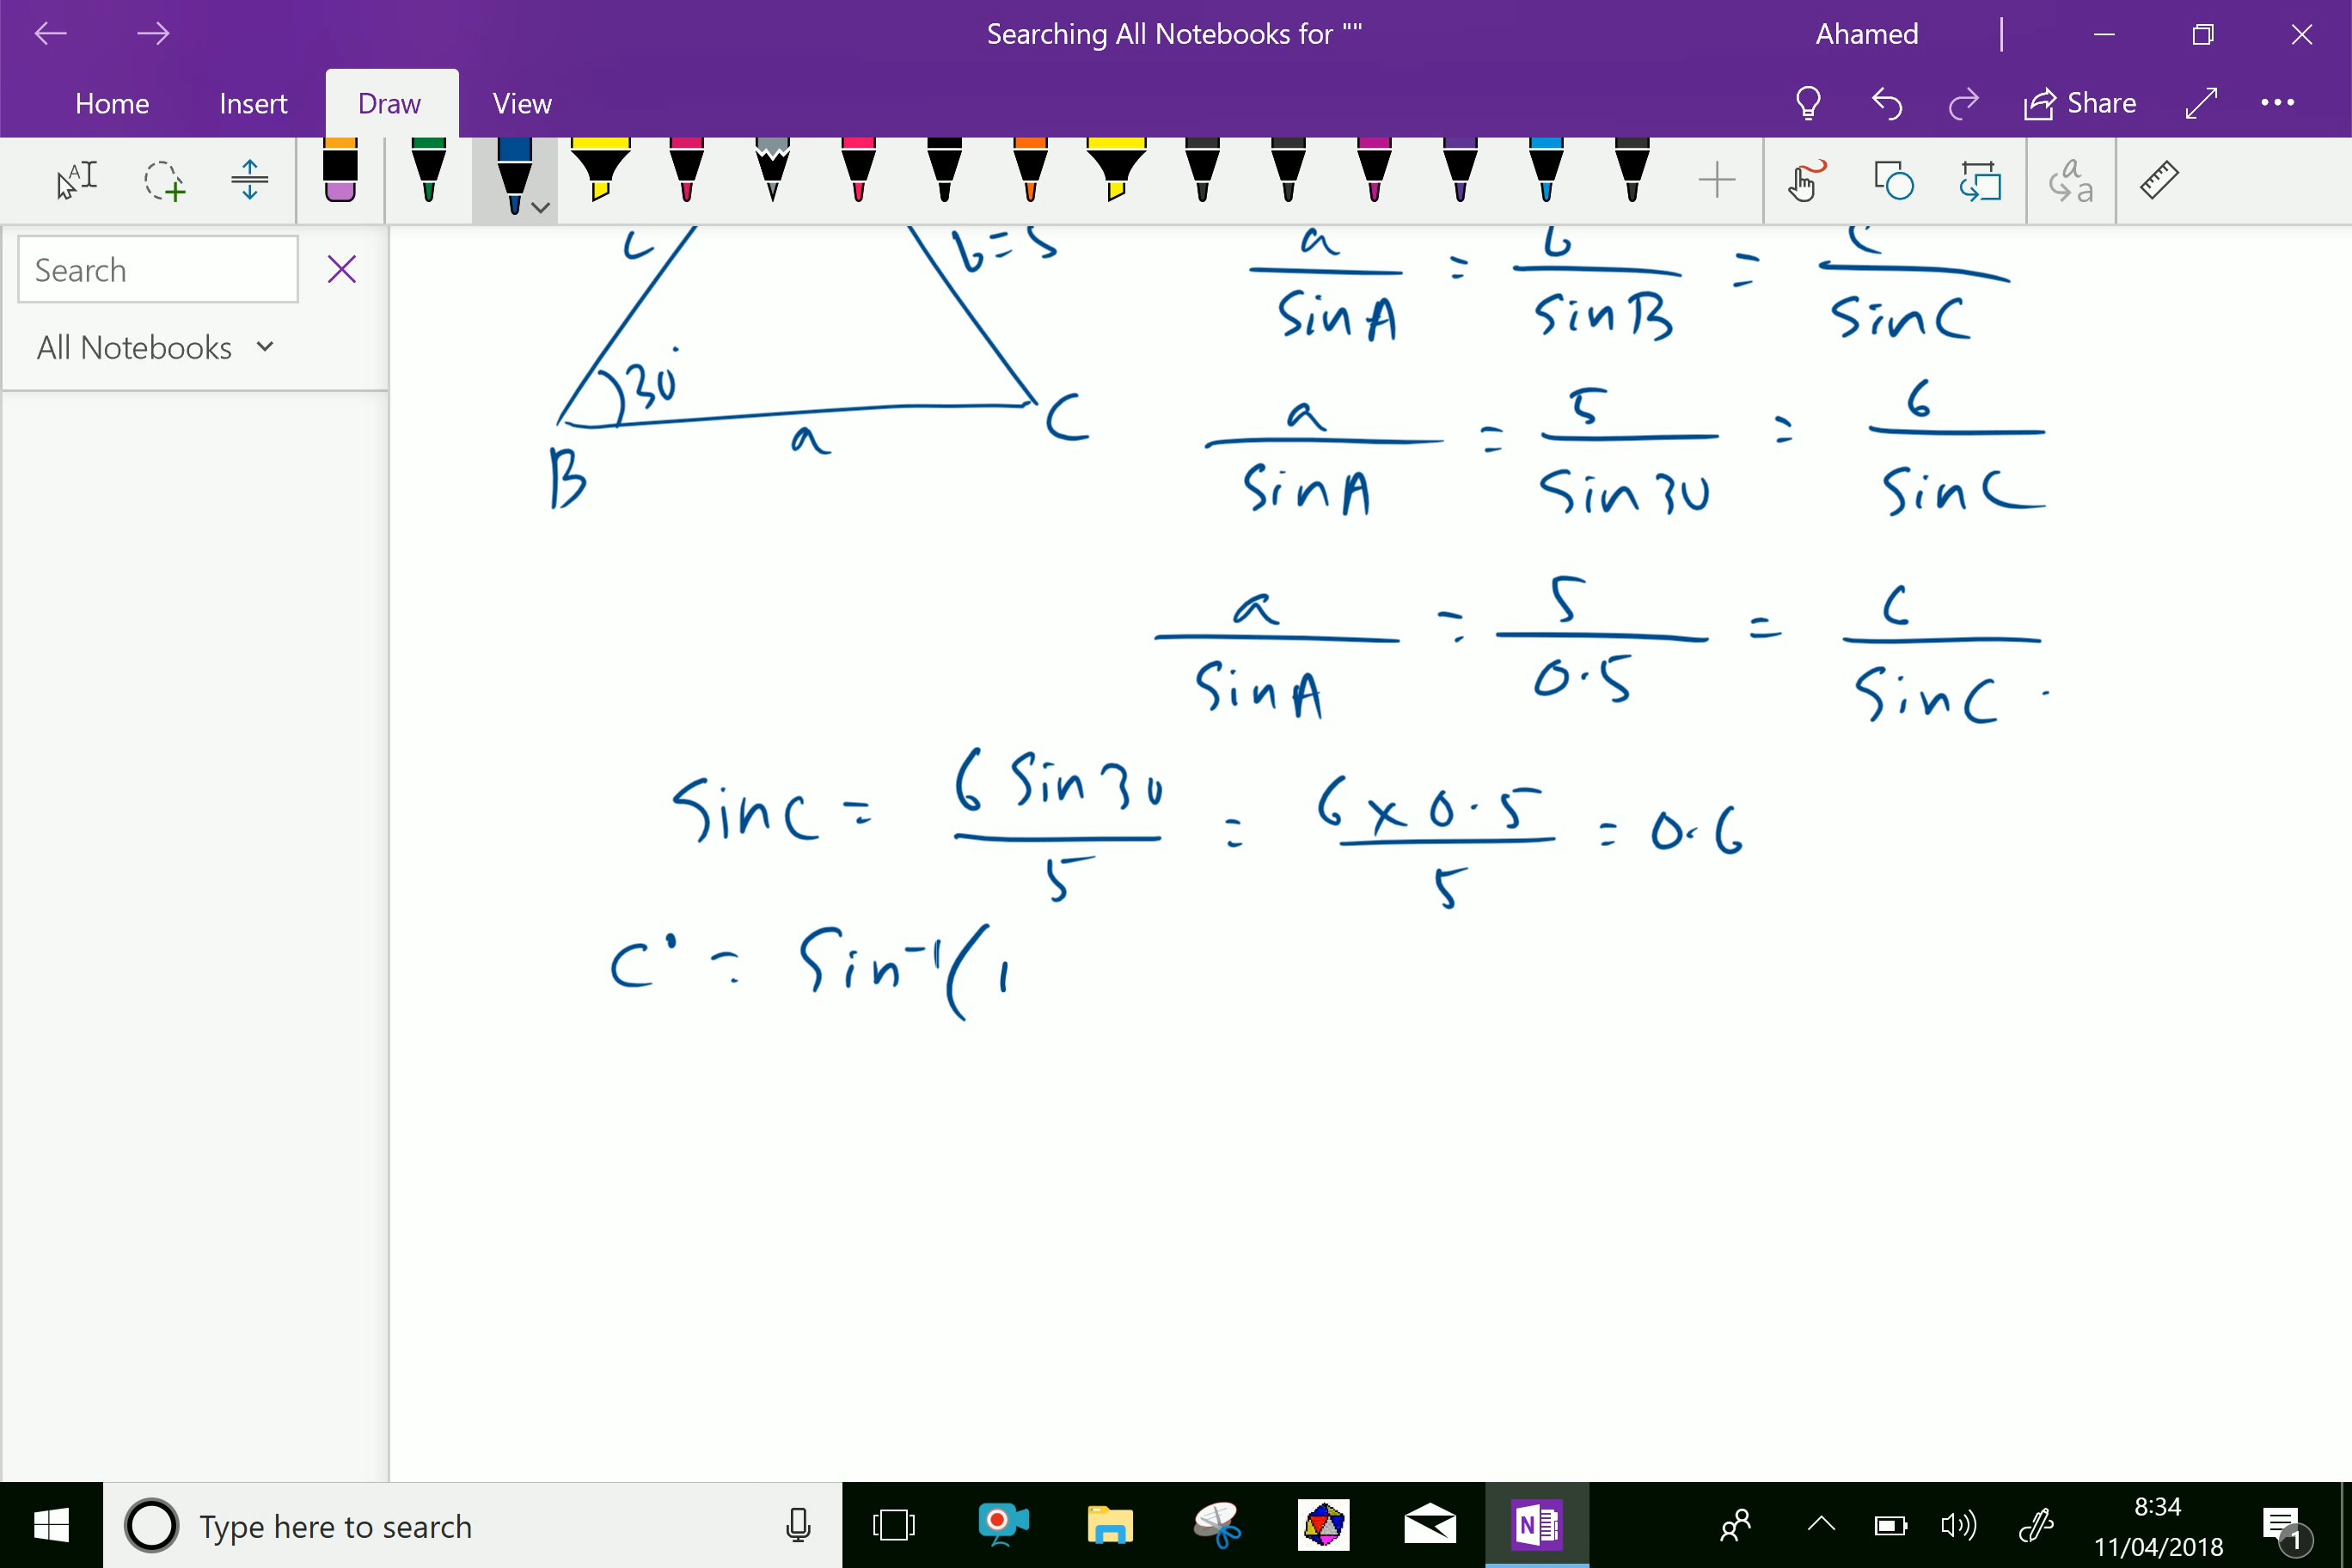 Searching All Notebooks for ""
Ahamed
Home Insert Draw View
Share
Search
All Notebooks
c b=5
30°
B a C
a/SinA = b/SinB = c/SinC
a/SinA = 5/Sin30 = 6/SinC
a/SinA = 5/0.5 = c/SinC
SinC = 6 Sin30/5 = 6 x 0.5/5 = 0.6
C° = Sin⁻¹(
Type here to search
N
8:34
11/04/2018
1